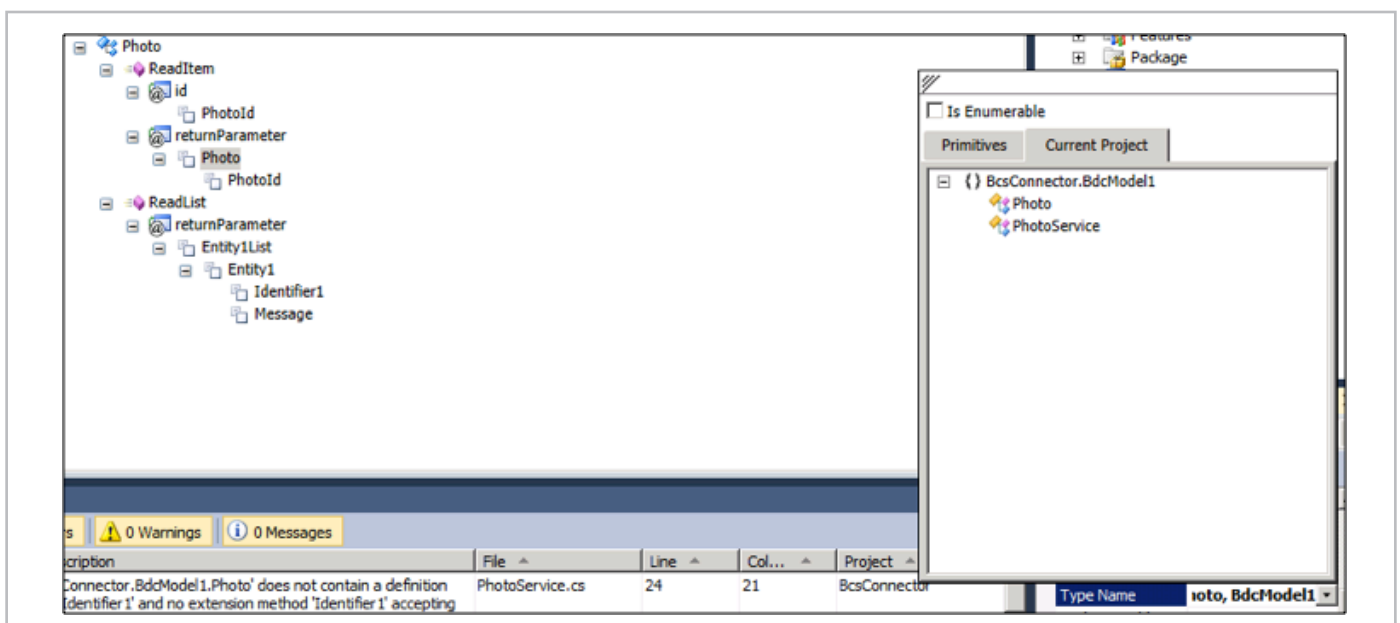 Photo
ReadItem
id
PhotoId
returnParameter
Photo
PhotoId
ReadList
returnParameter
Entity1List
Entity1
Identifier1
Message
Features
Package
Is Enumerable
Primitives Current Project
{ } BcsConnector.BdcModel1
Photo
PhotoService
s 0 Warnings 0 Messages
cription File Line Col... Project
Connector.BdcModel1.Photo' does not contain a definition PhotoService.cs 24 21 BcsConnector
Identifier1' and no extension method 'Identifier1' accepting
Type Name oto, BdcModel1